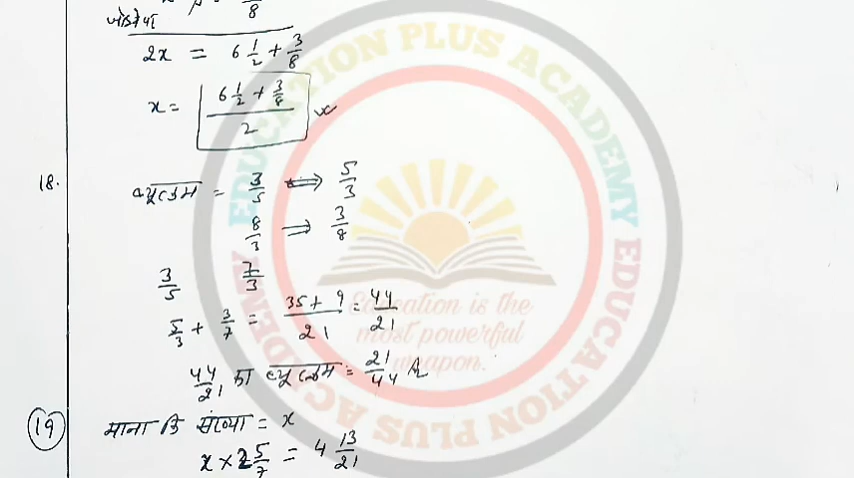 जोड़ने पर
2x = 6 1/2 + 3/8
x = (6 1/2 + 3/8)/2
18. व्युत्क्रम = 3/5 ⟹ 5/3
8/3 ⟹ 3/8
3/5 7/3
5/3 + 3/7 = (35 + 9)/21 = 44/21
44/21 का व्युत्क्रम = 21/44
19 माना कि संख्या = x
x × 2 5/7 = 4 13/21
EDUCATION PLUS ACADEMY EDUCATION PLUS ACADEMY
Education is the
most powerful
weapon.